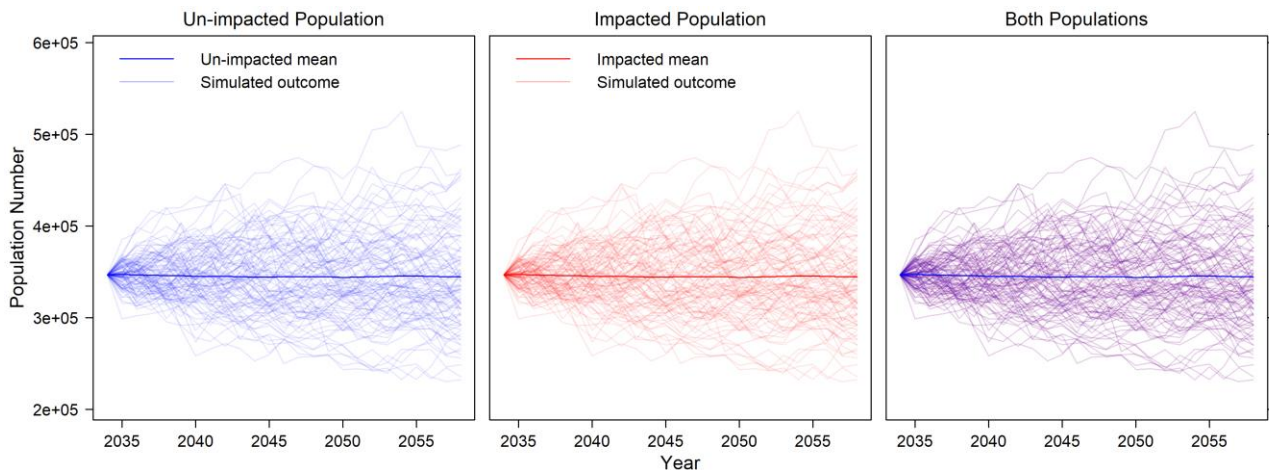 Un-impacted Population
Impacted Population
Both Populations
Un-impacted mean
Simulated outcome
Impacted mean
Simulated outcome
6e+05
5e+05
4e+05
3e+05
2e+05
Population Number
2035 2040 2045 2050 2055
2035 2040 2045 2050 2055
2035 2040 2045 2050 2055
Year